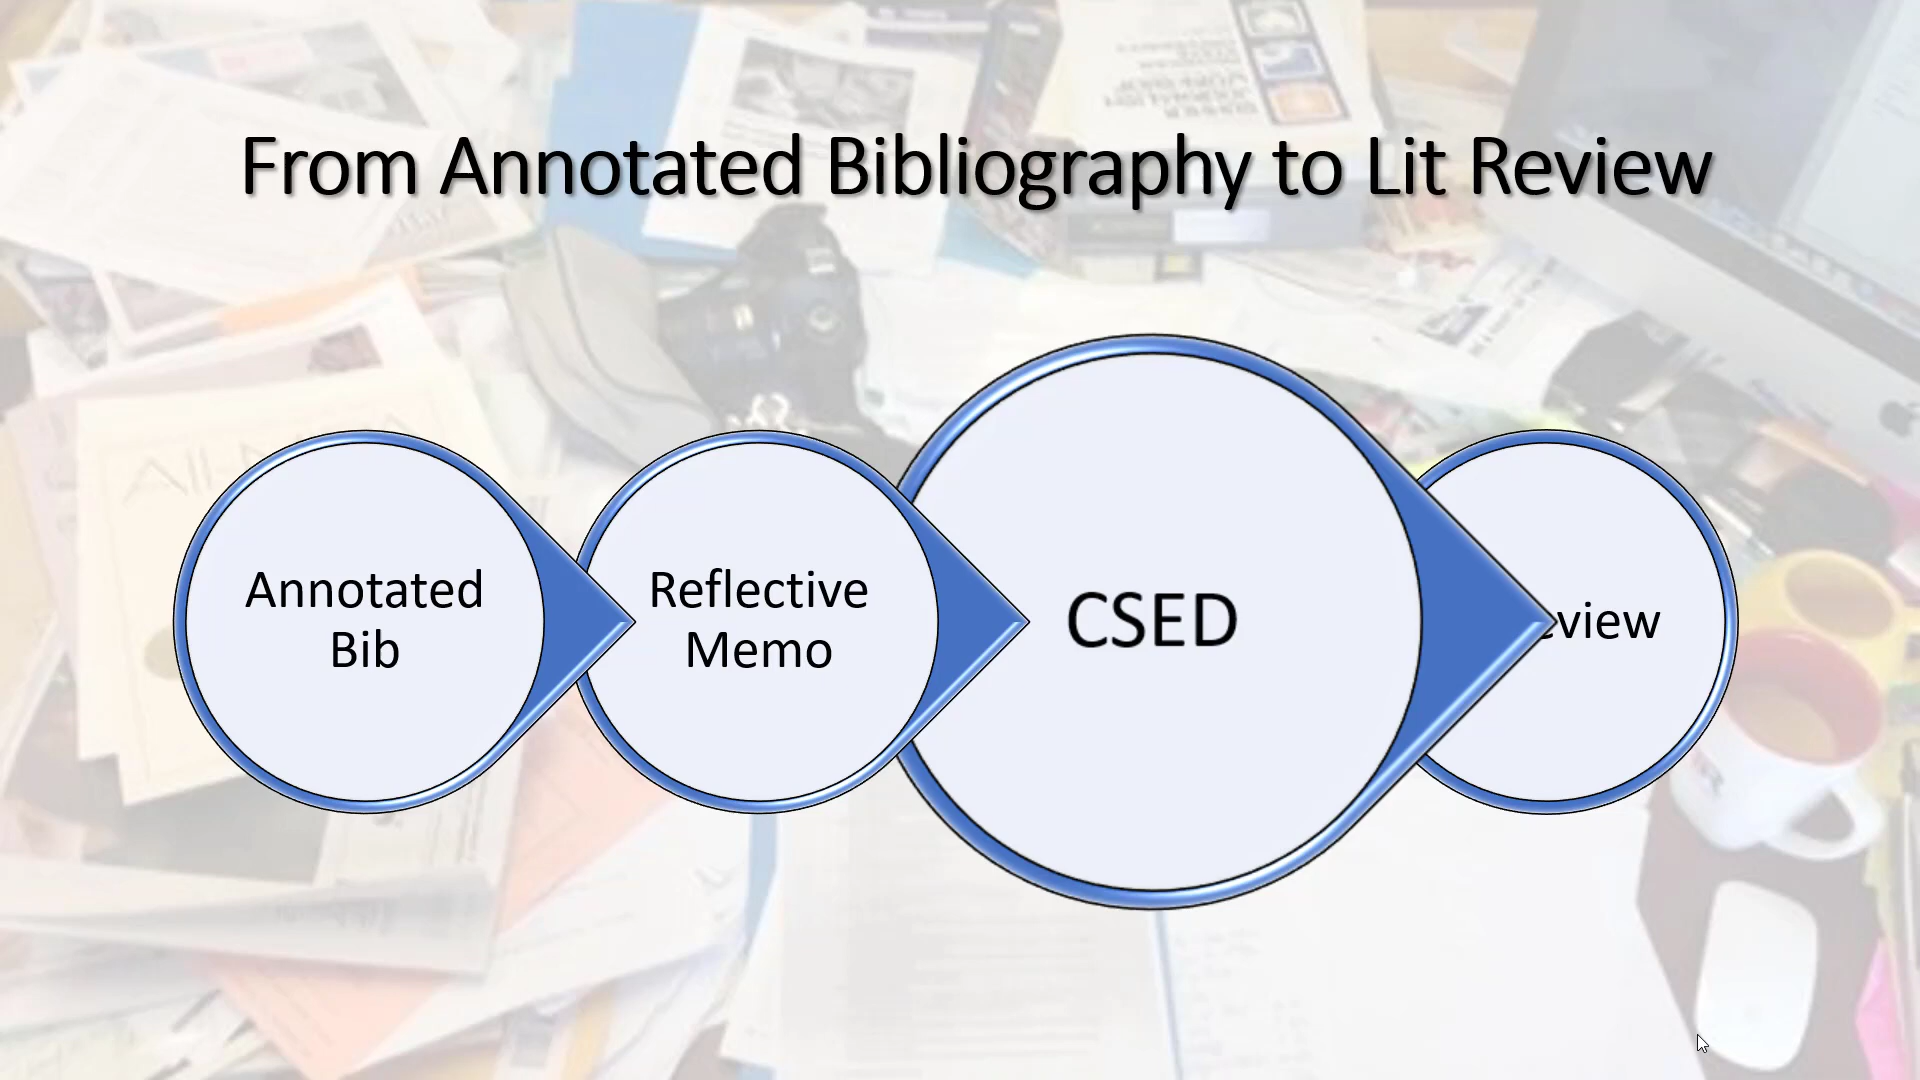 From Annotated Bibliography to Lit Review
Annotated
Bib
Reflective
Memo
CSED
eview